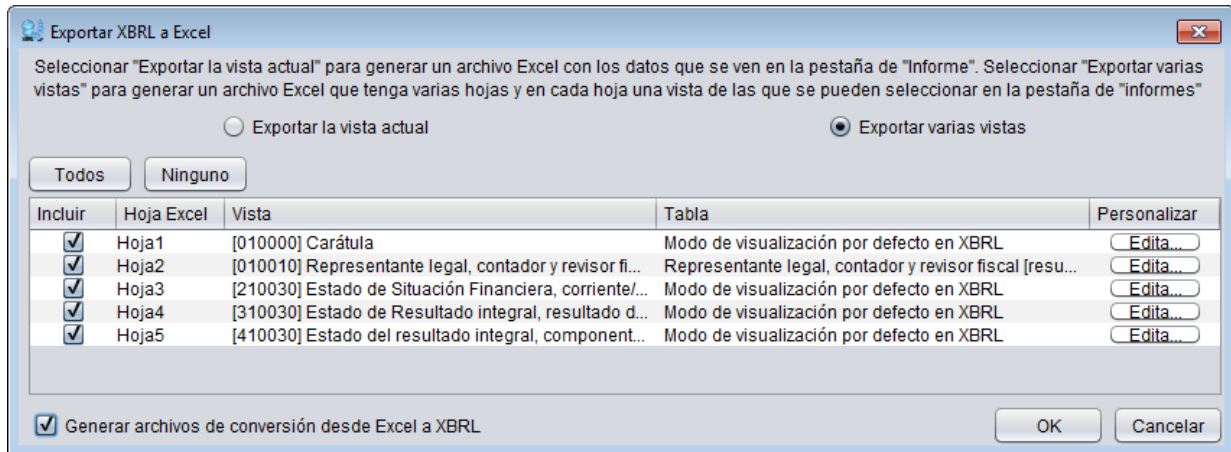 Exportar XBRL a Excel
Seleccionar "Exportar la vista actual" para generar un archivo Excel con los datos que se ven en la pestaña de "Informe". Seleccionar "Exportar varias
vistas" para generar un archivo Excel que tenga varias hojas y en cada hoja una vista de las que se pueden seleccionar en la pestaña de "informes"
Exportar la vista actual Exportar varias vistas
Todos Ninguno
Incluir Hoja Excel Vista Tabla Personalizar
Hoja1 [010000] Carátula Modo de visualización por defecto en XBRL Edita...
Hoja2 [010010] Representante legal, contador y revisor fi... Representante legal, contador y revisor fiscal [resu... Edita...
Hoja3 [210030] Estado de Situación Financiera, corriente/... Modo de visualización por defecto en XBRL Edita...
Hoja4 [310030] Estado de Resultado integral, resultado d... Modo de visualización por defecto en XBRL Edita...
Hoja5 [410030] Estado del resultado integral, component... Modo de visualización por defecto en XBRL Edita...
Generar archivos de conversión desde Excel a XBRL OK Cancelar